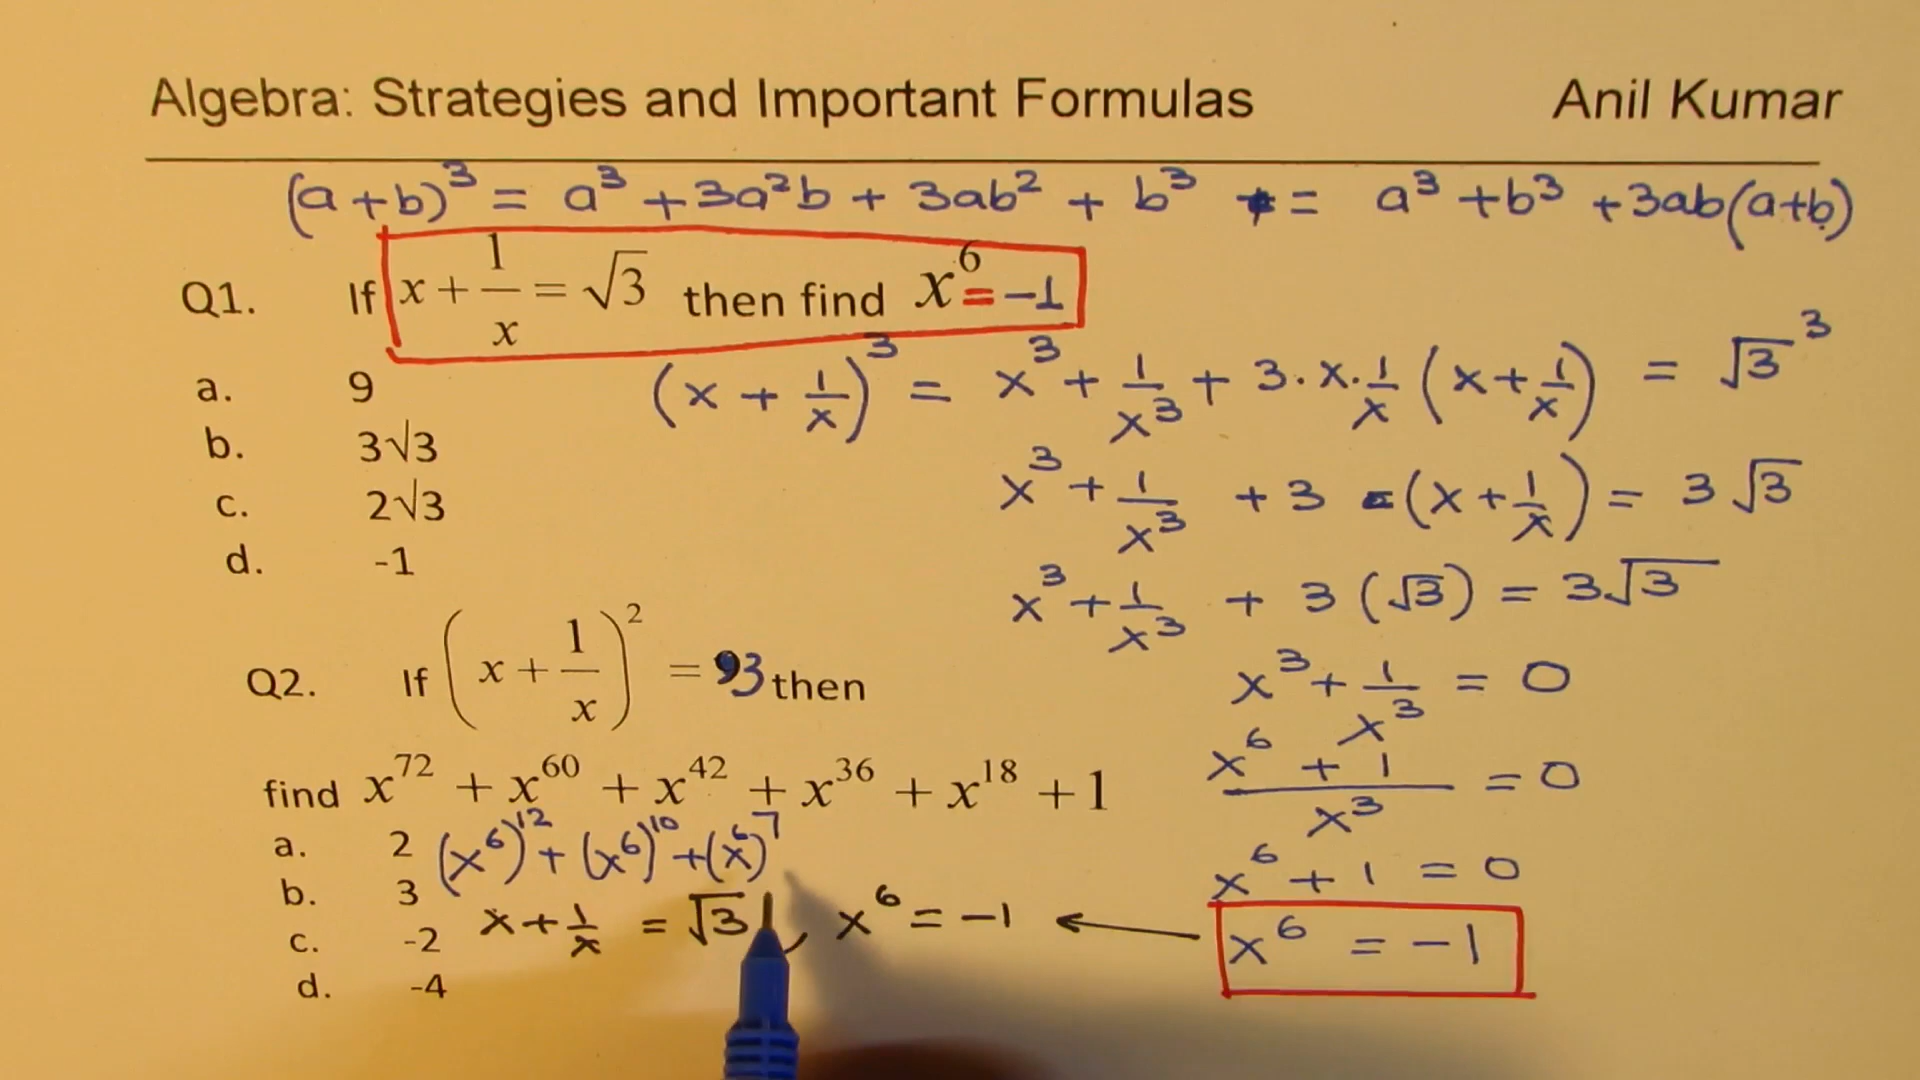 Algebra: Strategies and Important Formulas Anil Kumar
(a+b)³ = a³ + 3a²b + 3ab² + b³ = a³ + b³ + 3ab(a+b)
Q1. If x + 1/x = √3 then find x⁶ = -1
a. 9
(x + 1/x)³ = x³ + 1/x³ + 3·x·1/x (x + 1/x) = √3³
b. 3√3
c. 2√3
x³ + 1/x³ + 3 (x + 1/x) = 3√3
d. -1
x³ + 1/x³ + 3(√3) = 3√3
Q2. If (x + 1/x)² = 3 then
x³ + 1/x³ = 0
find x⁷² + x⁶⁰ + x⁴² + x³⁶ + x¹⁸ + 1
(x⁶ + 1)/x³ = 0
a. 2 (x⁶)¹² + (x⁶)¹⁰ + (x⁶)⁷
x⁶ + 1 = 0
b. 3
x + 1/x = √3, x⁶ = -1 ← x⁶ = -1
c. -2
d. -4